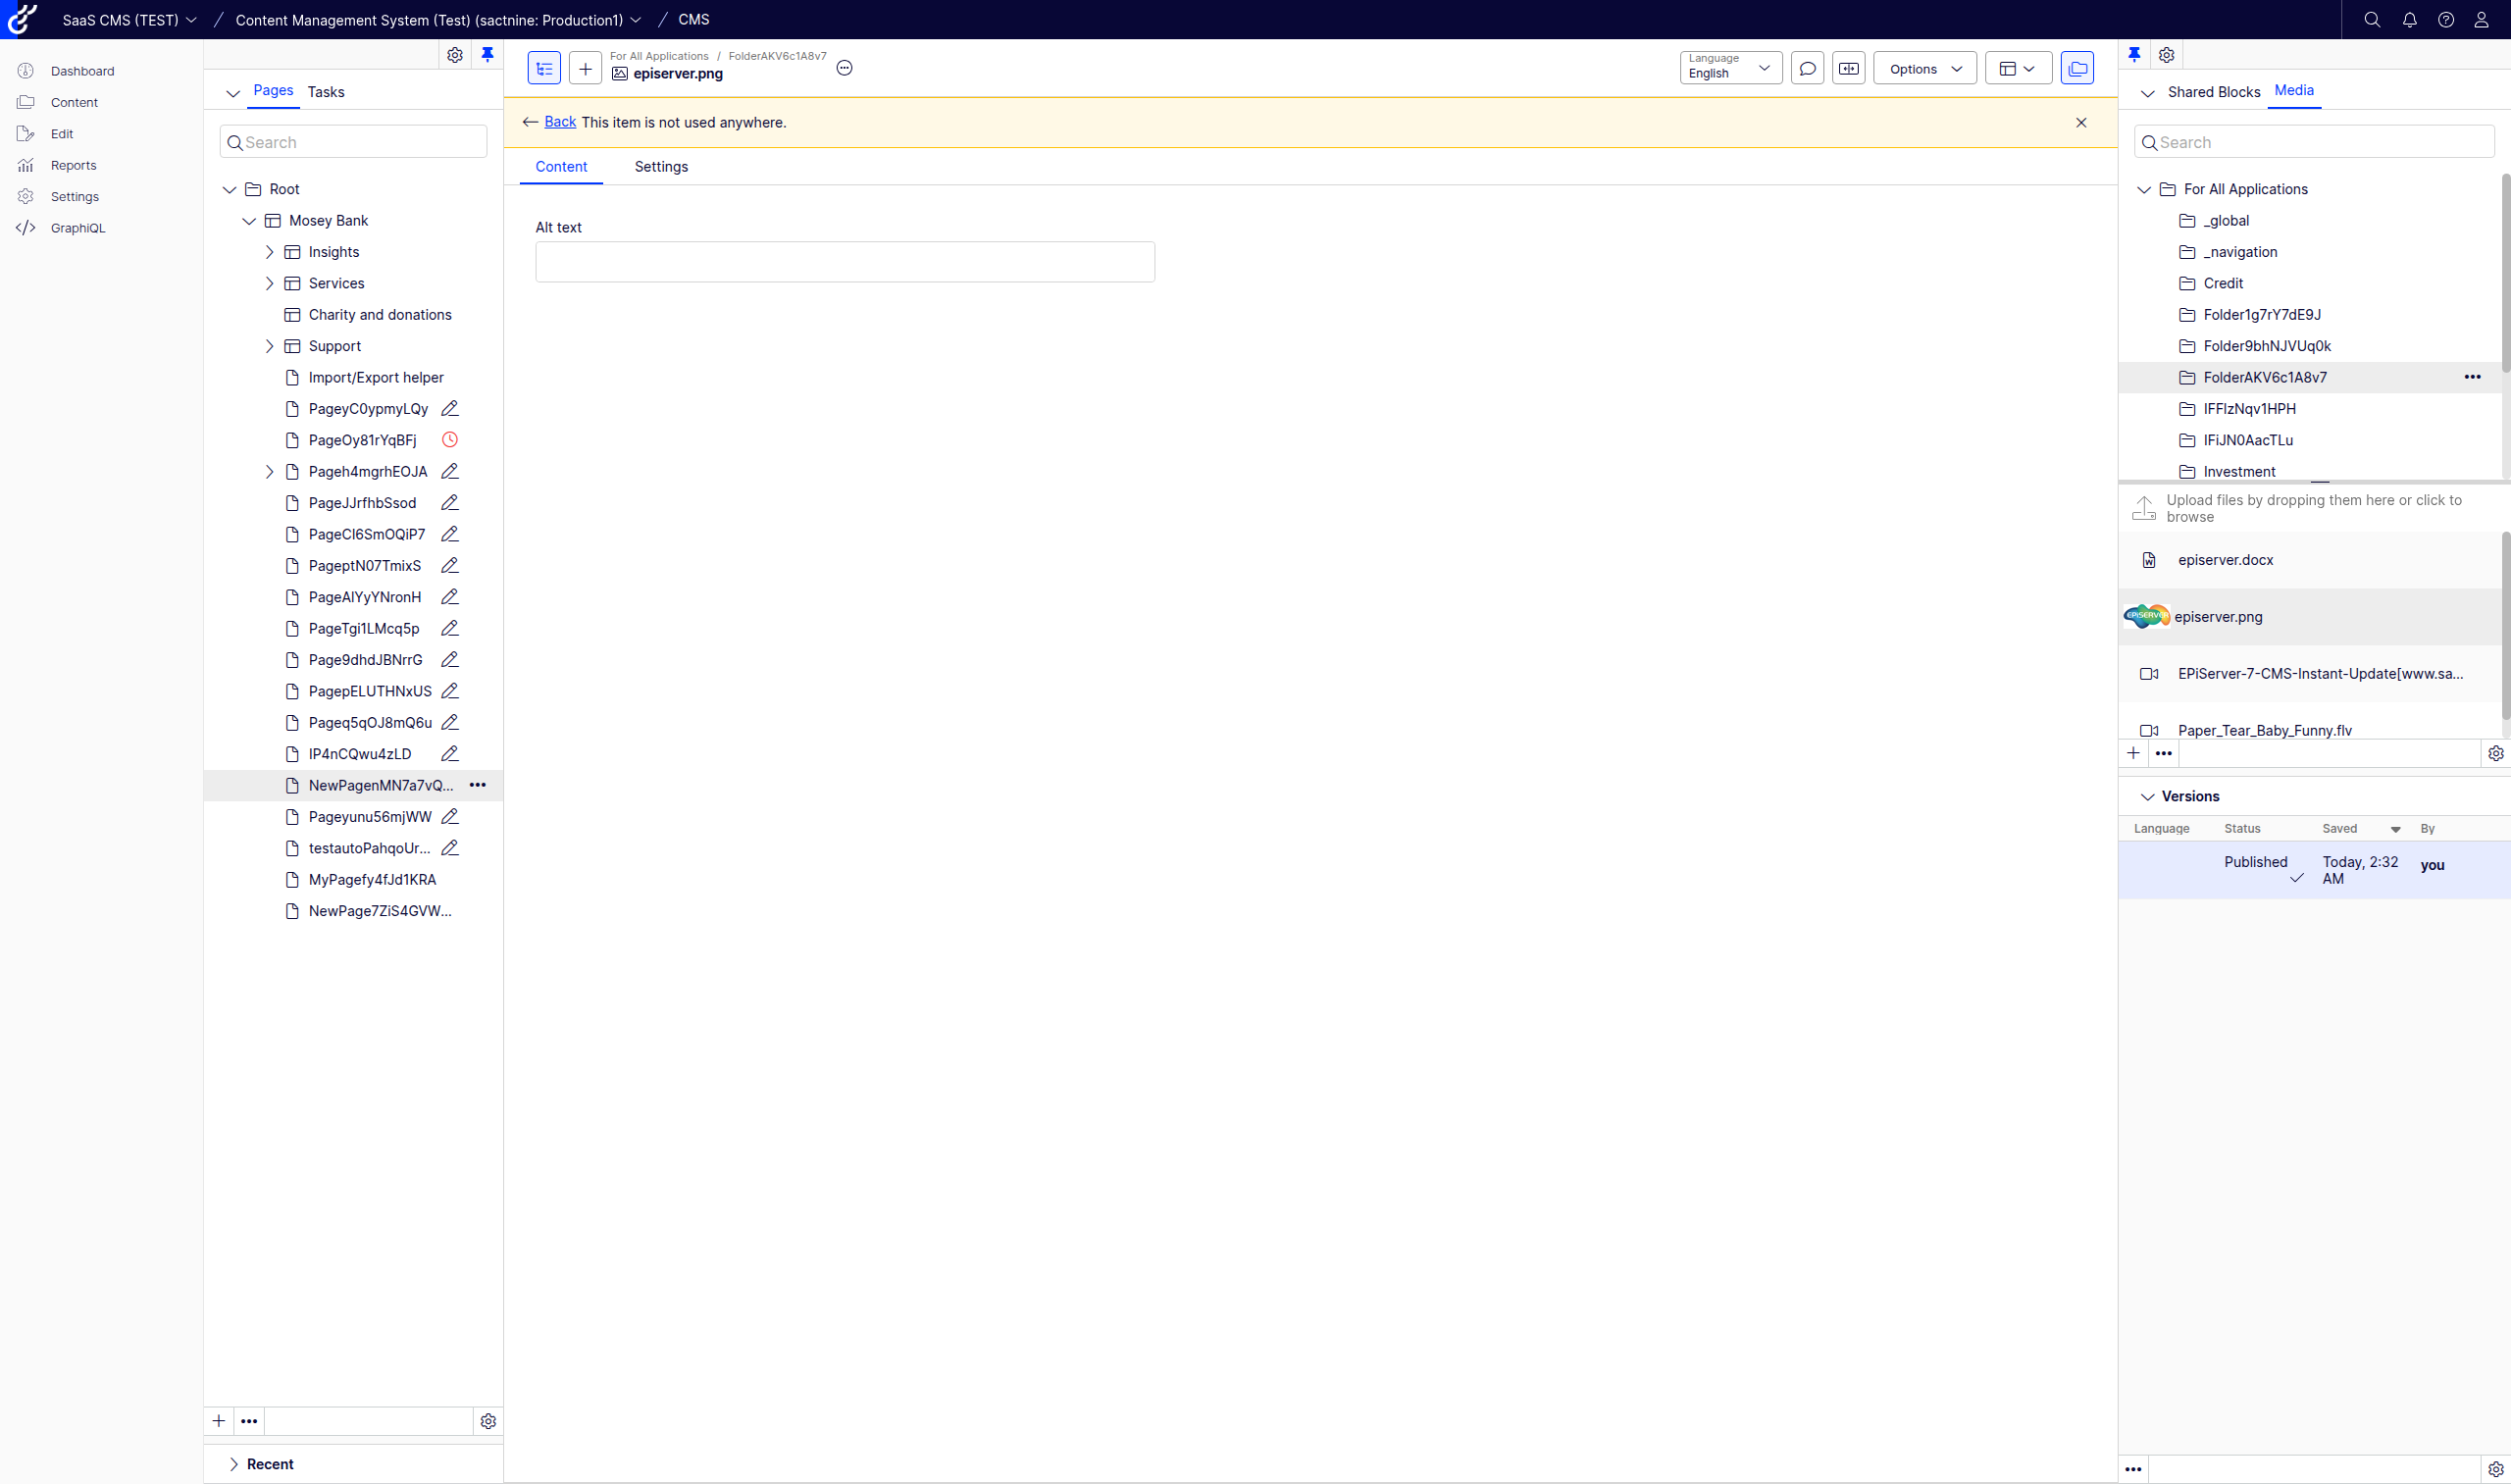 SaaS CMS (TEST) / Content Management System (Test) (sactnine: Production1) / CMS
Dashboard
Content
Edit
Reports
Settings
GraphiQL
Pages Tasks
Search
Root
Mosey Bank
Insights
Services
Charity and donations
Support
Import/Export helper
PageyC0ypmyLQy
PageOy81rYqBFj
Pageh4mgrhEOJA
PageJJrfhbSsod
PageCl6SmOQiP7
PageptN07TmixS
PageAlYyYNronH
PageTgi1LMcq5p
Page9dhdJBNrrG
PagepELUTHNxUS
Pageq5qOJ8mQ6u
IP4nCQwu4zLD
NewPagenMN7a7vQ...
Pageyunu56mjWW
testautoPahqoUr...
MyPagefy4fJd1KRA
NewPage7ZiS4GVW...
Recent
For All Applications / FolderAKV6c1A8v7
episerver.png
Language
English
Options
Back This item is not used anywhere.
Content Settings
Alt text
Shared Blocks Media
Search
For All Applications
_global
_navigation
Credit
Folder1g7rY7dE9J
Folder9bhNJVUq0k
FolderAKV6c1A8v7
IFFlzNqv1HPH
IFiJN0AacTLu
Investment
Upload files by dropping them here or click to
browse
episerver.docx
EPiSERVER
episerver.png
EPiServer-7-CMS-Instant-Update[www.sa...
Paper_Tear_Baby_Funny.flv
Versions
Language Status Saved By
Published Today, 2:32 you
AM